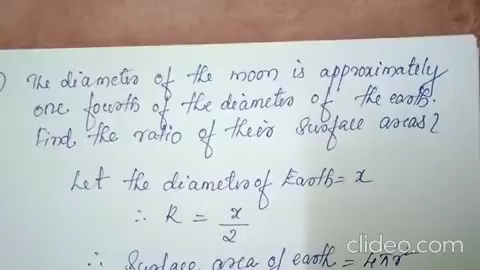 ) The diameter of the moon is approximately
one fourth of the diameter of the earth.
Find the ratio of their surface areas?
Let the diameter of Earth = x
∴ R = x/2
∴ Surface area of earth = 4πr
clideo.com